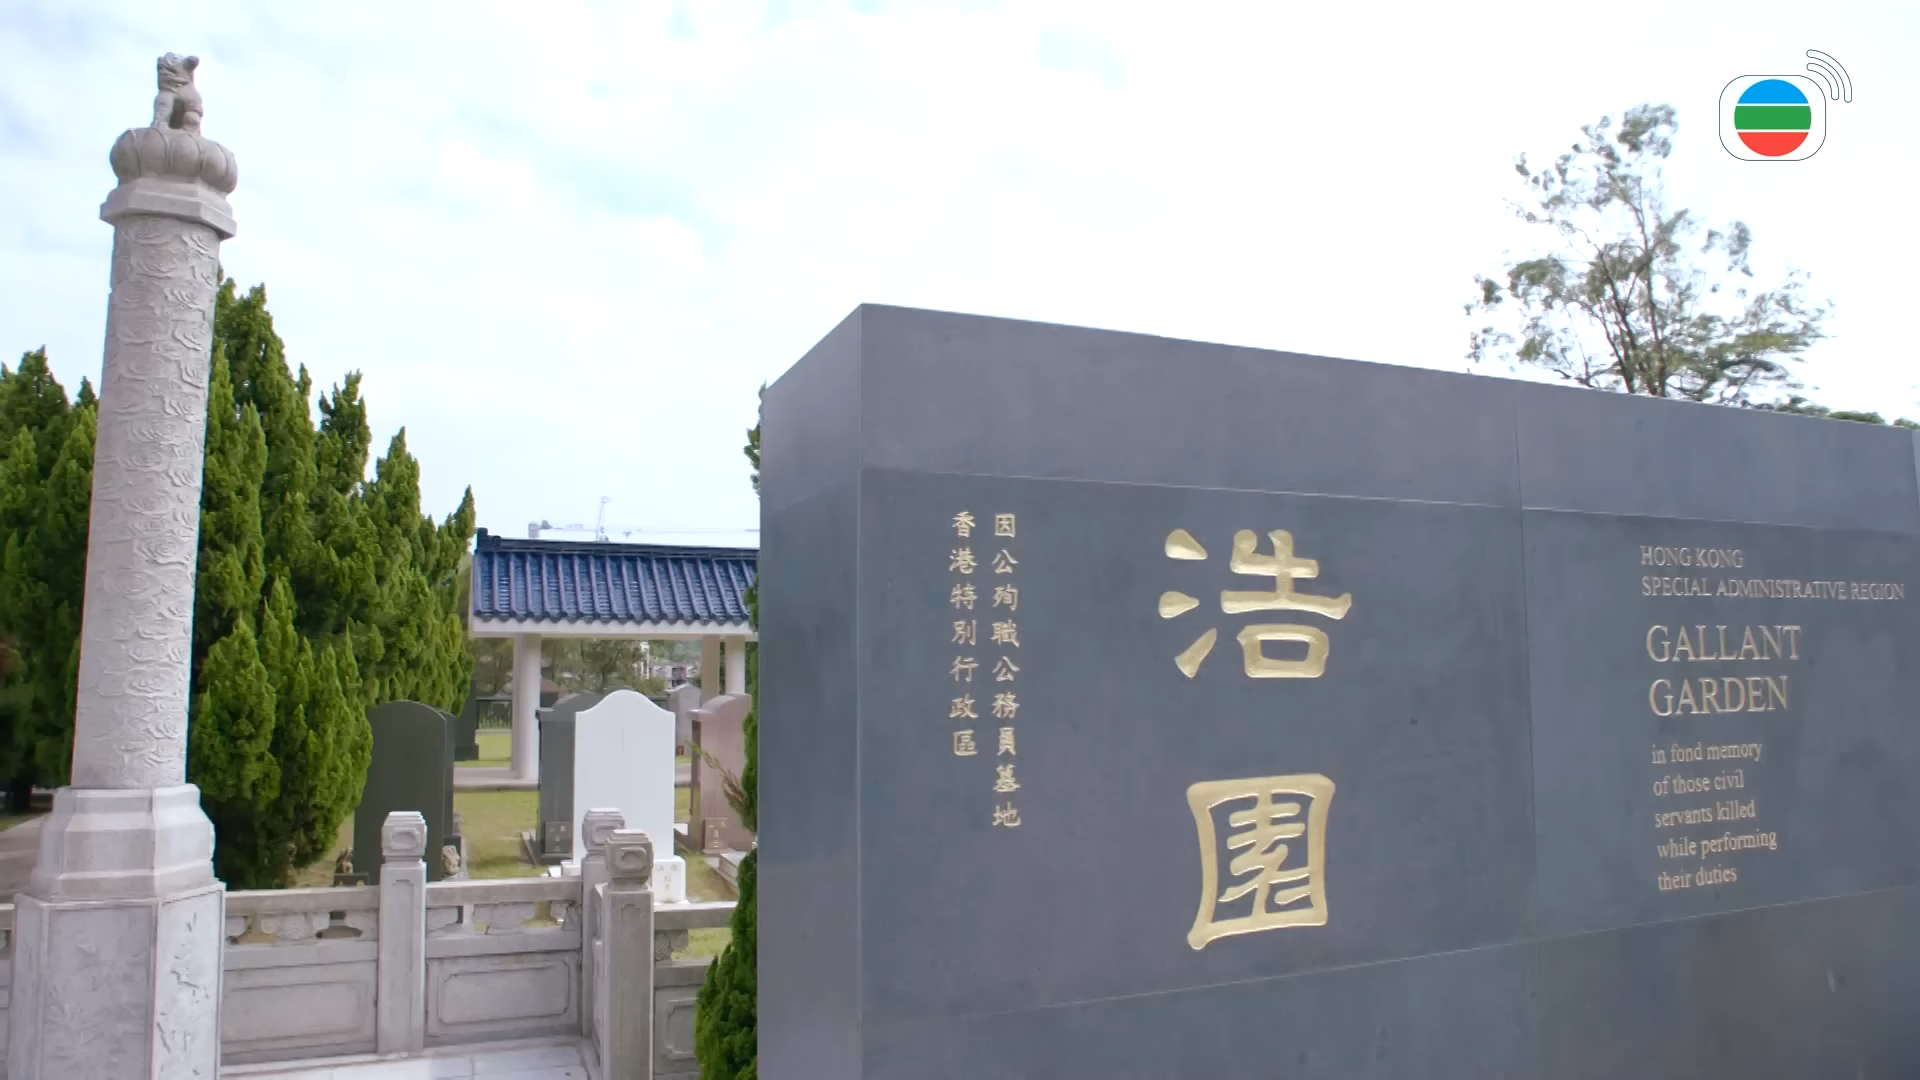 浩園
因公殉職公務員墓地
香港特別行政區
HONG KONG
SPECIAL ADMINISTRATIVE REGION
GALLANT
GARDEN
in fond memory
of those civil
servants killed
while performing
their duties